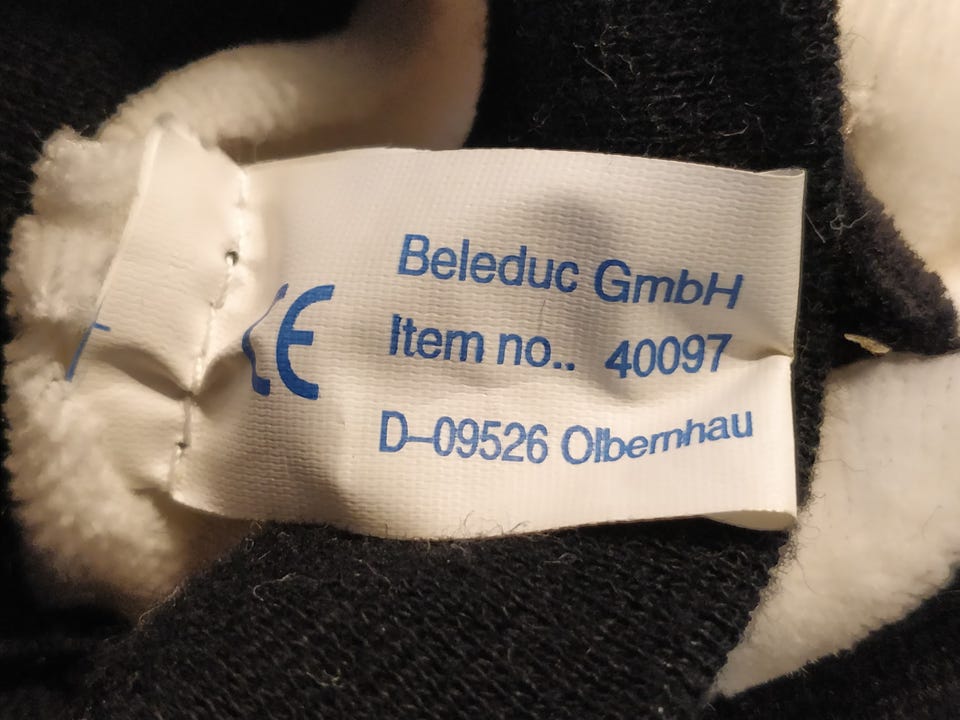 CE
Beleduc GmbH
Item no.. 40097
D–09526 Olbernhau